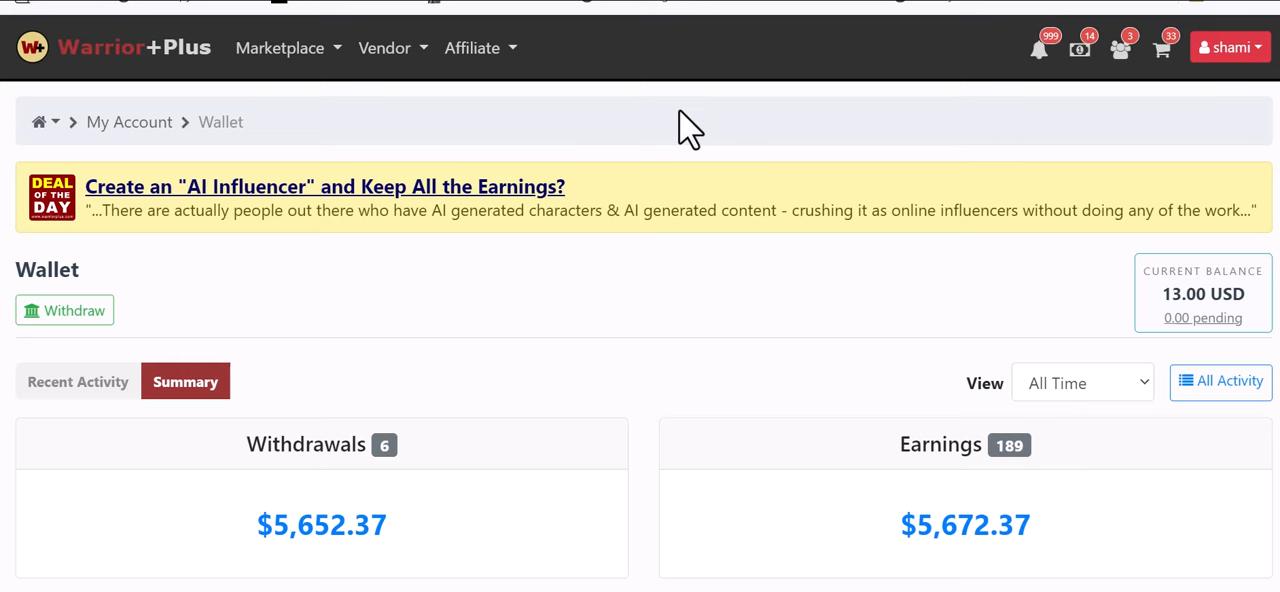 W+ Warrior+Plus Marketplace Vendor Affiliate 999 14 3 33 shami
My Account Wallet
DEAL OF THE DAY www.warriorplus.com
Create an "AI Influencer" and Keep All the Earnings?
"...There are actually people out there who have AI generated characters & AI generated content - crushing it as online influencers without doing any of the work..."
Wallet
CURRENT BALANCE
13.00 USD
0.00 pending
Withdraw
Recent Activity Summary View All Time All Activity
Withdrawals 6
Earnings 189
$5,652.37
$5,672.37